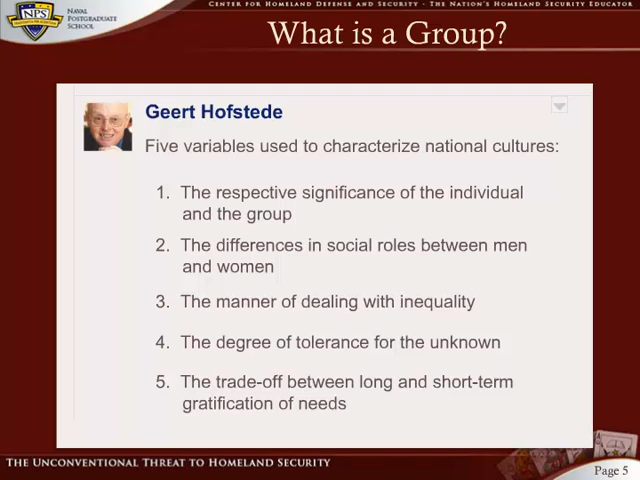 Center for Homeland Defense and Security - The Nation's Homeland Security Educator
NPS
Naval
Postgraduate
School
What is a Group?
Geert Hofstede
Five variables used to characterize national cultures:
1. The respective significance of the individual
and the group
2. The differences in social roles between men
and women
3. The manner of dealing with inequality
4. The degree of tolerance for the unknown
5. The trade-off between long and short-term
gratification of needs
The Unconventional Threat to Homeland Security
Page 5